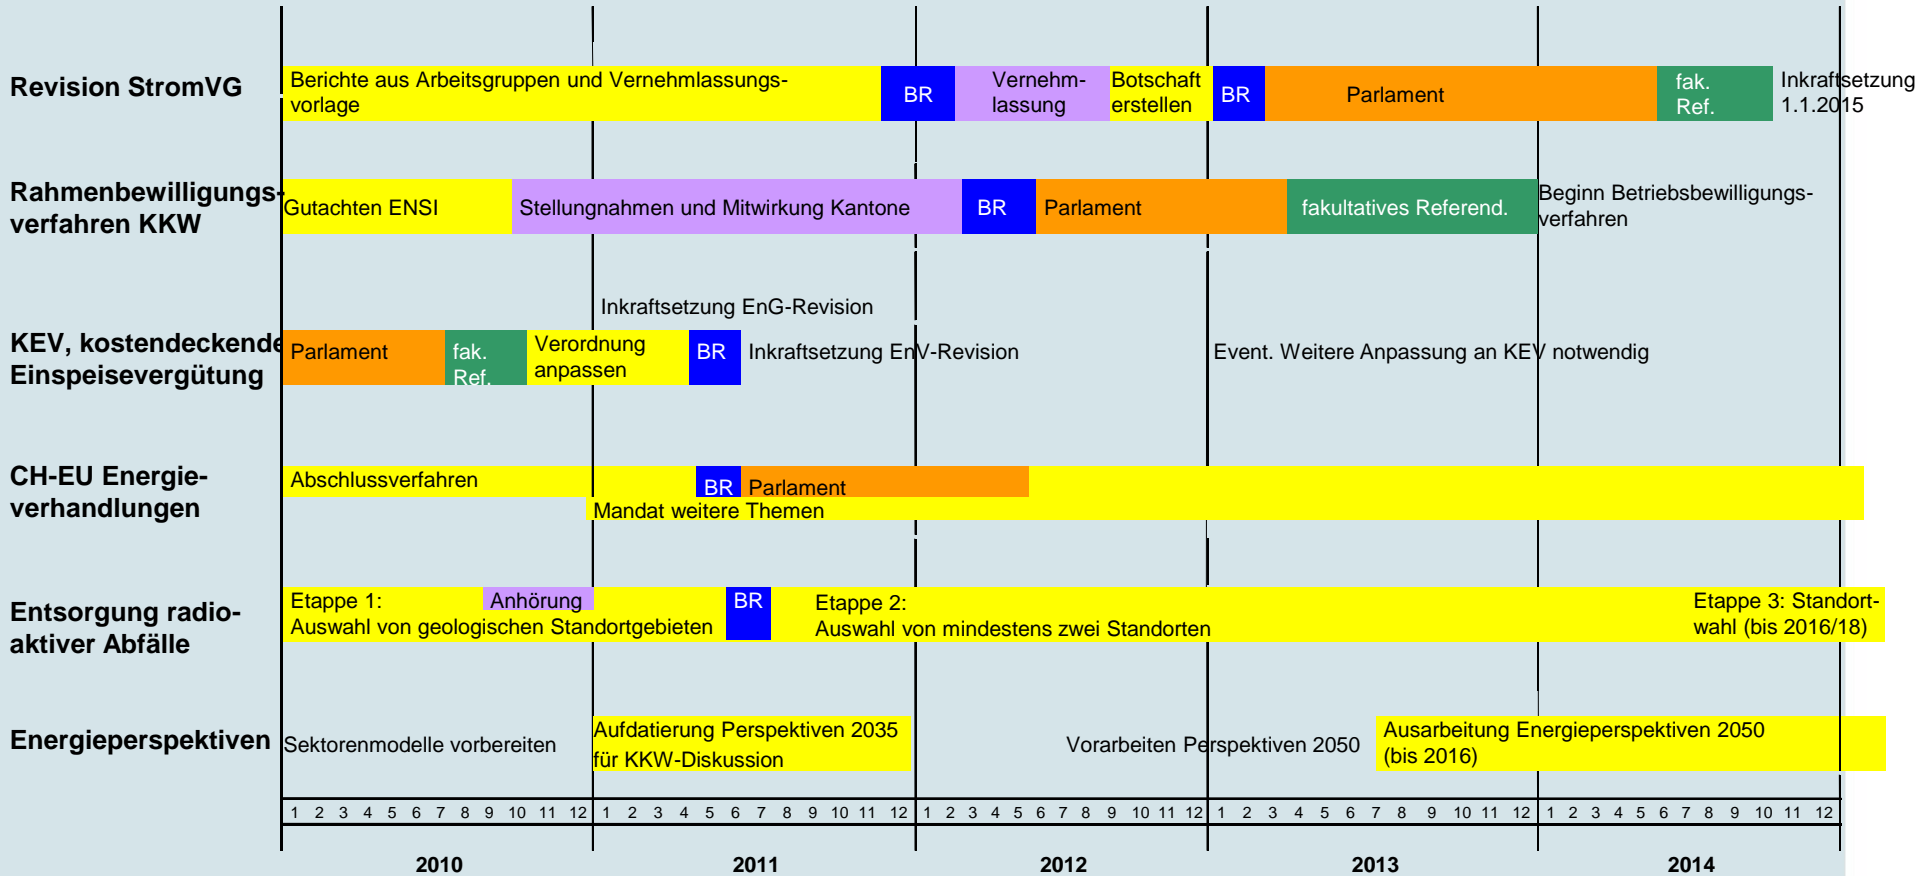 Revision StromVG
Berichte aus Arbeitsgruppen und Vernehmlassungs-
vorlage
BR
Vernehm-
lassung
Botschaft
erstellen
BR
Parlament
fak.
Ref.
Inkraftsetzung
1.1.2015
Rahmenbewilligungs-
verfahren KKW
Gutachten ENSI
Stellungnahmen und Mitwirkung Kantone
BR
Parlament
fakultatives Referend.
Beginn Betriebsbewilligungs-
verfahren
Inkraftsetzung EnG-Revision
KEV, kostendeckende
Einspeisevergütung
Parlament
fak.
Ref.
Verordnung
anpassen
BR
Inkraftsetzung EnV-Revision
Event. Weitere Anpassung an KEV notwendig
CH-EU Energie-
verhandlungen
Abschlussverfahren
BR
Parlament
Mandat weitere Themen
Entsorgung radio-
aktiver Abfälle
Etappe 1:
Auswahl von geologischen Standortgebieten
Anhörung
BR
Etappe 2:
Auswahl von mindestens zwei Standorten
Etappe 3: Standort-
wahl (bis 2016/18)
Energieperspektiven
Sektorenmodelle vorbereiten
Aufdatierung Perspektiven 2035
für KKW-Diskussion
Vorarbeiten Perspektiven 2050
Ausarbeitung Energieperspektiven 2050
(bis 2016)
1 2 3 4 5 6 7 8 9 10 11 12 1 2 3 4 5 6 7 8 9 10 11 12 1 2 3 4 5 6 7 8 9 10 11 12 1 2 3 4 5 6 7 8 9 10 11 12 1 2 3 4 5 6 7 8 9 10 11 12
2010 2011 2012 2013 2014